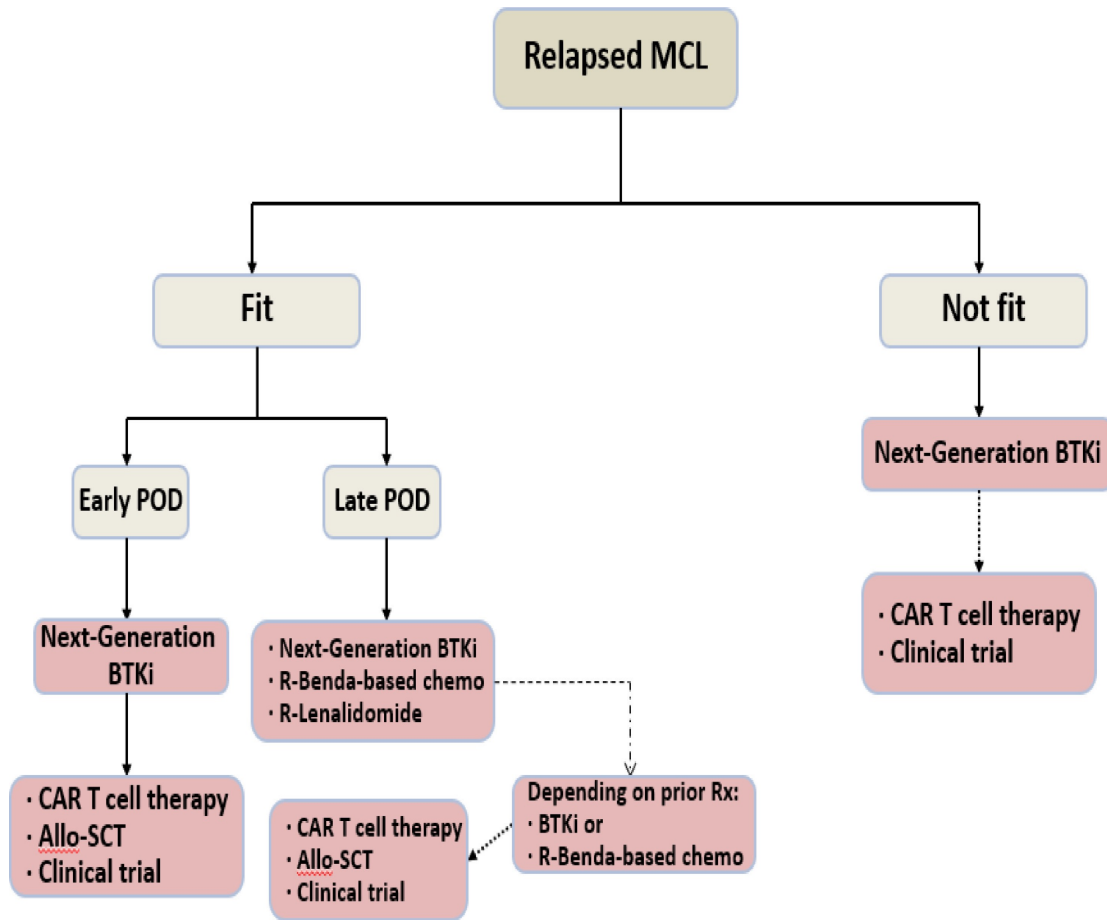 Relapsed MCL
Fit
Not fit
Early POD
Late POD
Next-Generation BTKi
Next-Generation
BTKi
· Next-Generation BTKi
· R-Benda-based chemo
· R-Lenalidomide
· CAR T cell therapy
· Clinical trial
· CAR T cell therapy
· Allo-SCT
· Clinical trial
· CAR T cell therapy
· Allo-SCT
· Clinical trial
Depending on prior Rx:
· BTKi or
· R-Benda-based chemo